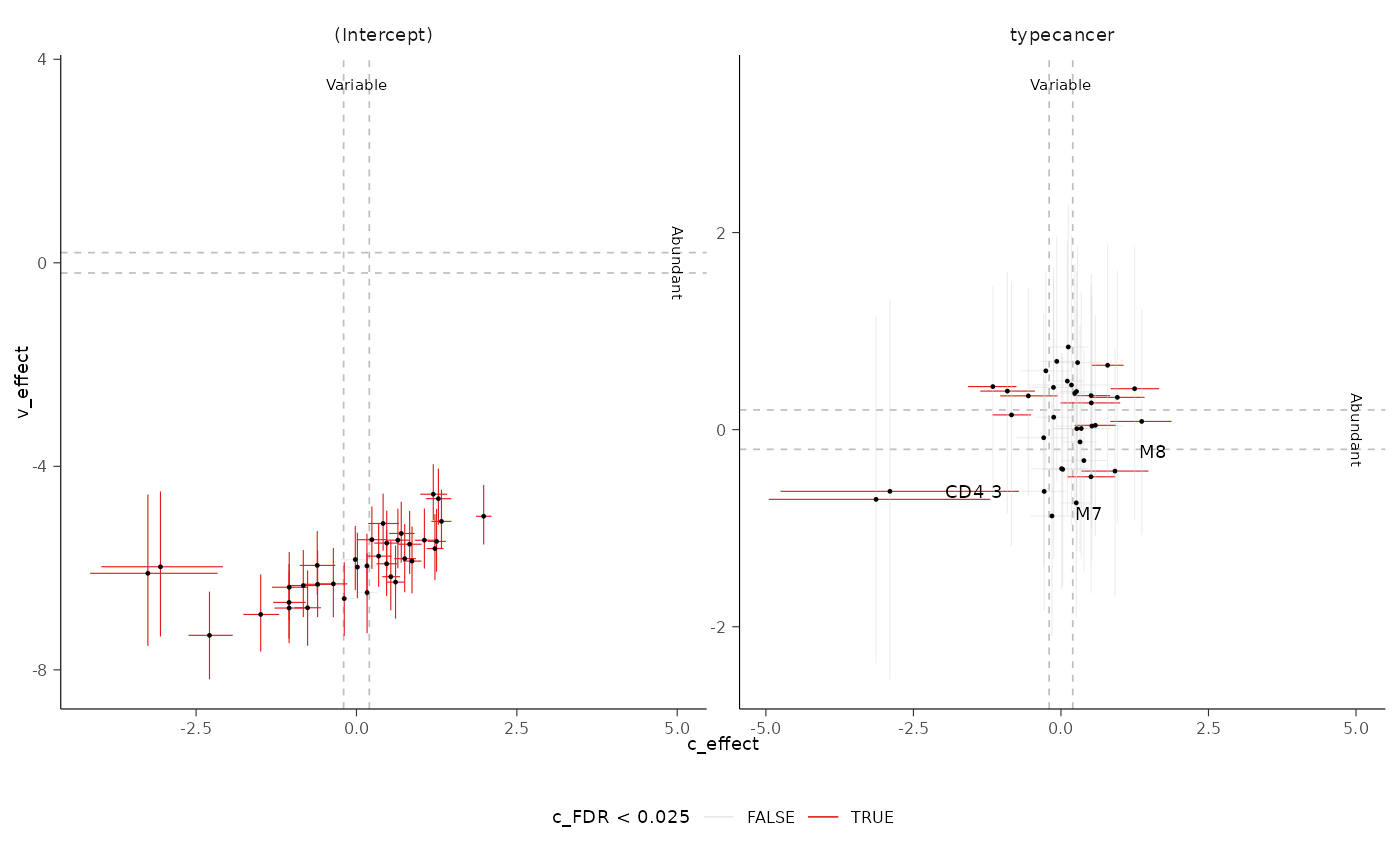 (Intercept)
typecancer
v_effect
4
0
-4
-8
Variable
Abundant
-2.5
0.0
2.5
5.0
2
0
-2
Variable
Abundant
M8
CD4 3
M7
-5.0
-2.5
0.0
2.5
5.0
c_effect
c_FDR < 0.025
FALSE
TRUE